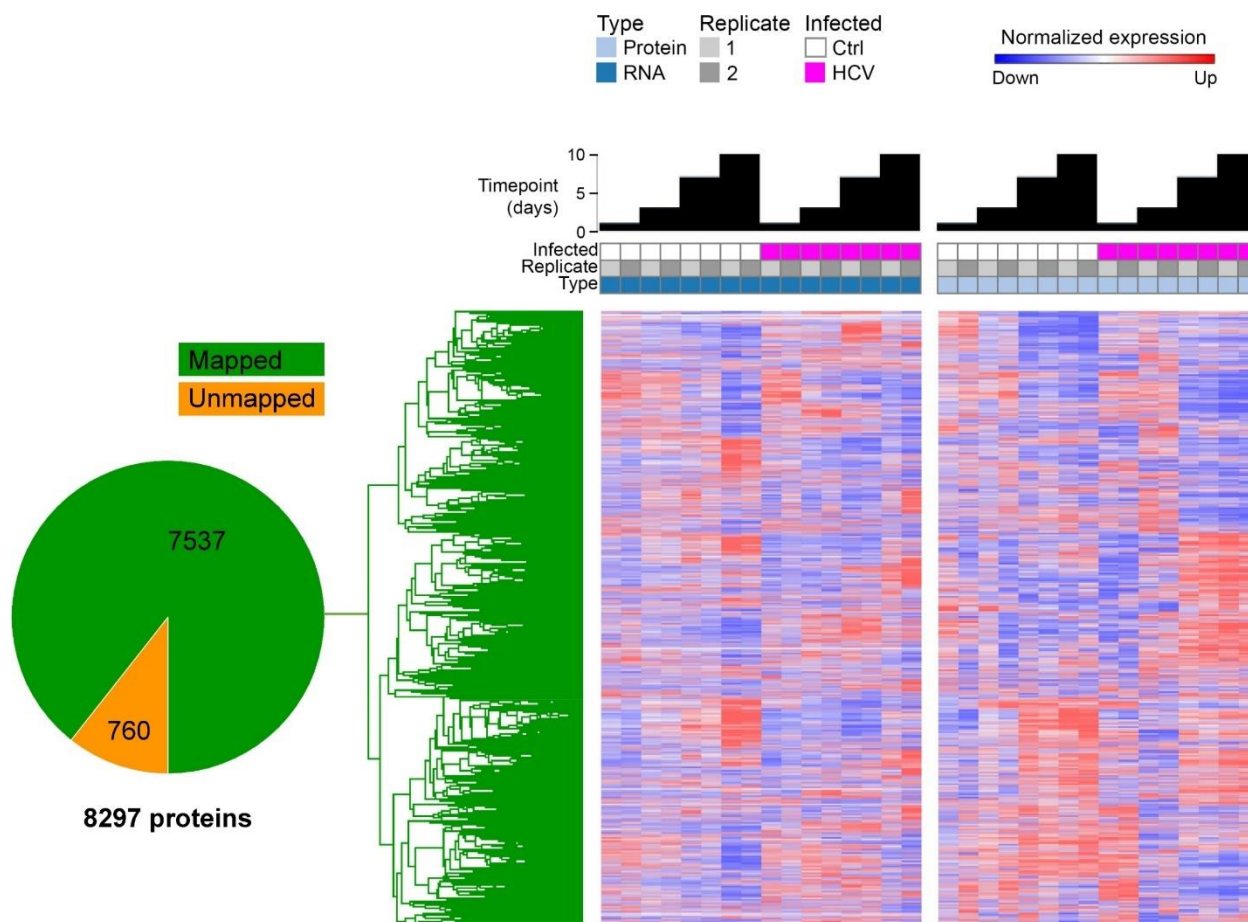 Type Replicate Infected
Protein 1 Ctrl
RNA 2 HCV
Normalized expression
Down Up
10
5
0
Timepoint
(days)
Infected
Replicate
Type
Mapped
Unmapped
7537
760
8297 proteins